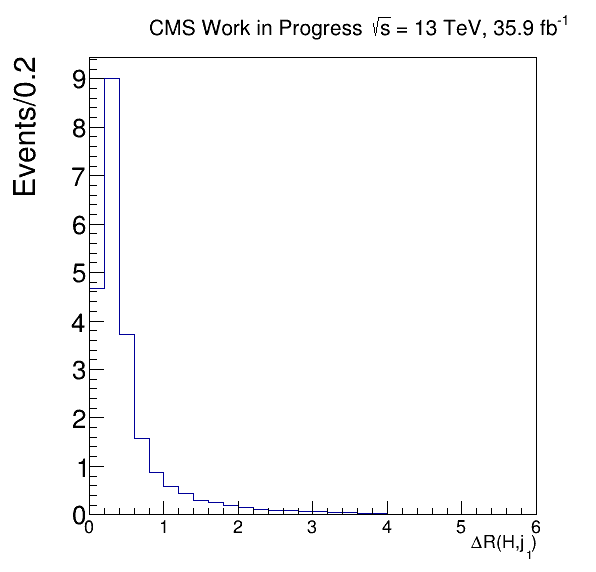 CMS Work in Progress √s = 13 TeV, 35.9 fb⁻¹
Events/0.2
9
8
7
6
5
4
3
2
1
0
0 1 2 3 4 5 6
ΔR(H,j₁)